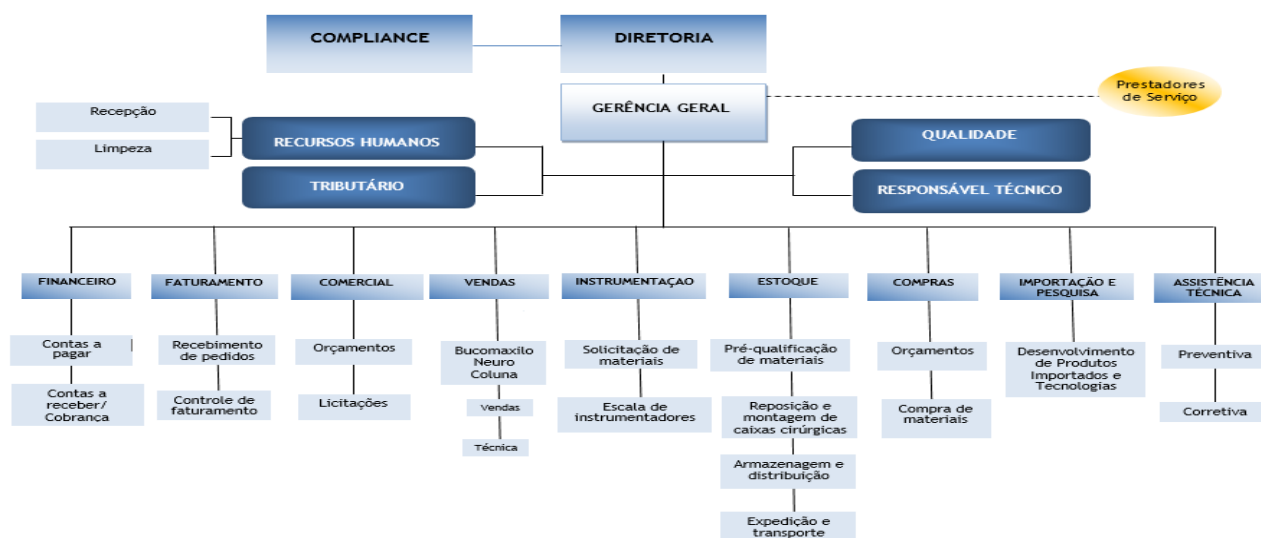 COMPLIANCE
DIRETORIA
GERÊNCIA GERAL
Prestadores
de Serviço
Recepção
Limpeza
RECURSOS HUMANOS
TRIBUTÁRIO
QUALIDADE
RESPONSÁVEL TÉCNICO
FINANCEIRO
Contas a
pagar
Contas a
receber/
Cobrança
FATURAMENTO
Recebimento
de pedidos
Controle de
faturamento
COMERCIAL
Orçamentos
Licitações
VENDAS
Bucomaxilo
Neuro
Coluna
Vendas
Técnica
INSTRUMENTAÇAO
Solicitação de
materiais
Escala de
instrumentadores
ESTOQUE
Pré-qualificação
de materiais
Reposição e
montagem de
caixas cirúrgicas
Armazenagem e
distribuição
Expedição e
transporte
COMPRAS
Orçamentos
Compra de
materiais
IMPORTAÇÃO E
PESQUISA
Desenvolvimento
de Produtos
Importados e
Tecnologias
ASSISTÊNCIA
TÉCNICA
Preventiva
Corretiva